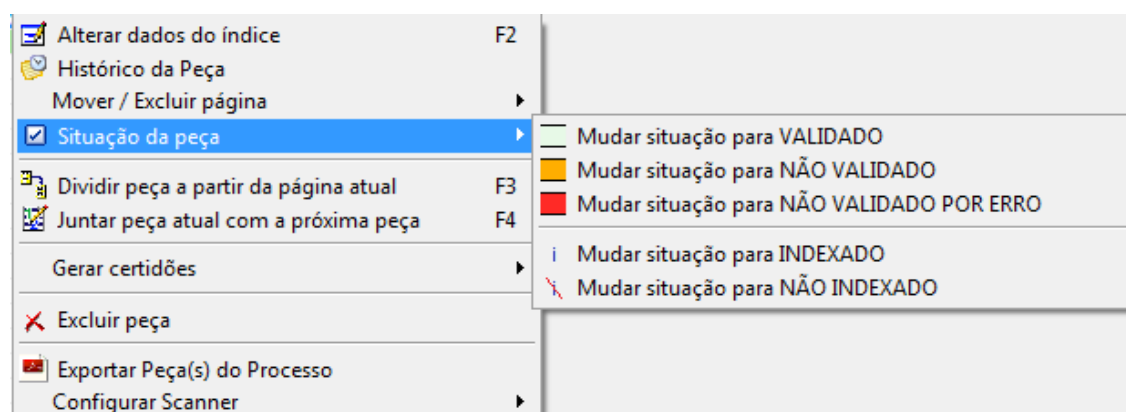 Alterar dados do índice F2
Histórico da Peça
Mover / Excluir página
Situação da peça
Dividir peça a partir da página atual F3
Juntar peça atual com a próxima peça F4
Gerar certidões
Excluir peça
Exportar Peça(s) do Processo
Configurar Scanner
Mudar situação para VALIDADO
Mudar situação para NÃO VALIDADO
Mudar situação para NÃO VALIDADO POR ERRO
i Mudar situação para INDEXADO
i Mudar situação para NÃO INDEXADO